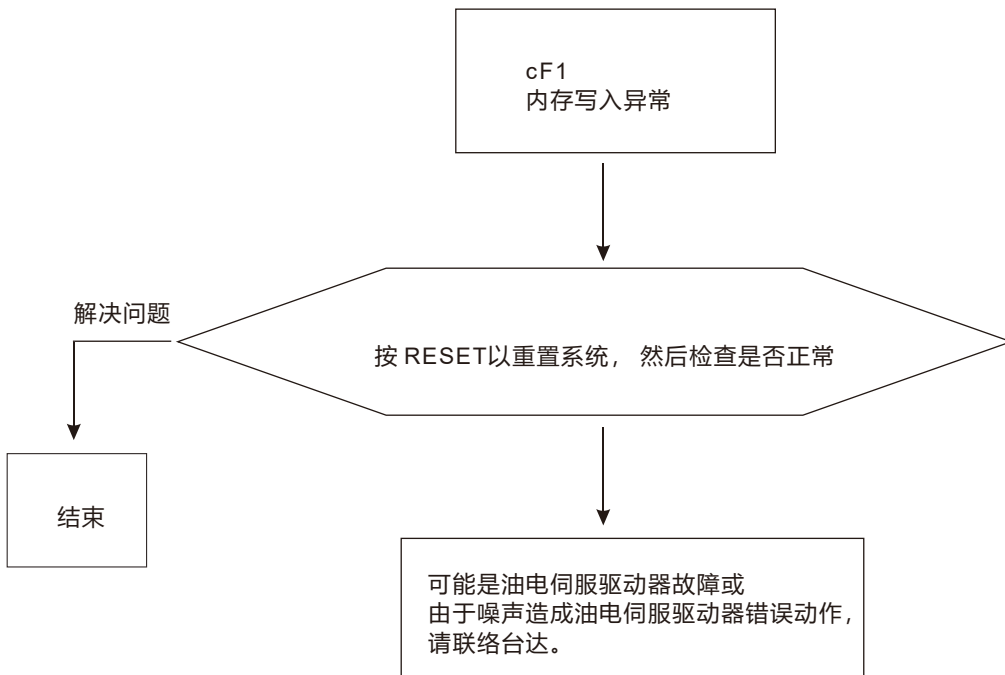 cF1
内存写入异常
解决问题
按 RESET以重置系统， 然后检查是否正常
结束
可能是油电伺服驱动器故障或
由于噪声造成油电伺服驱动器错误动作，
请联络台达。